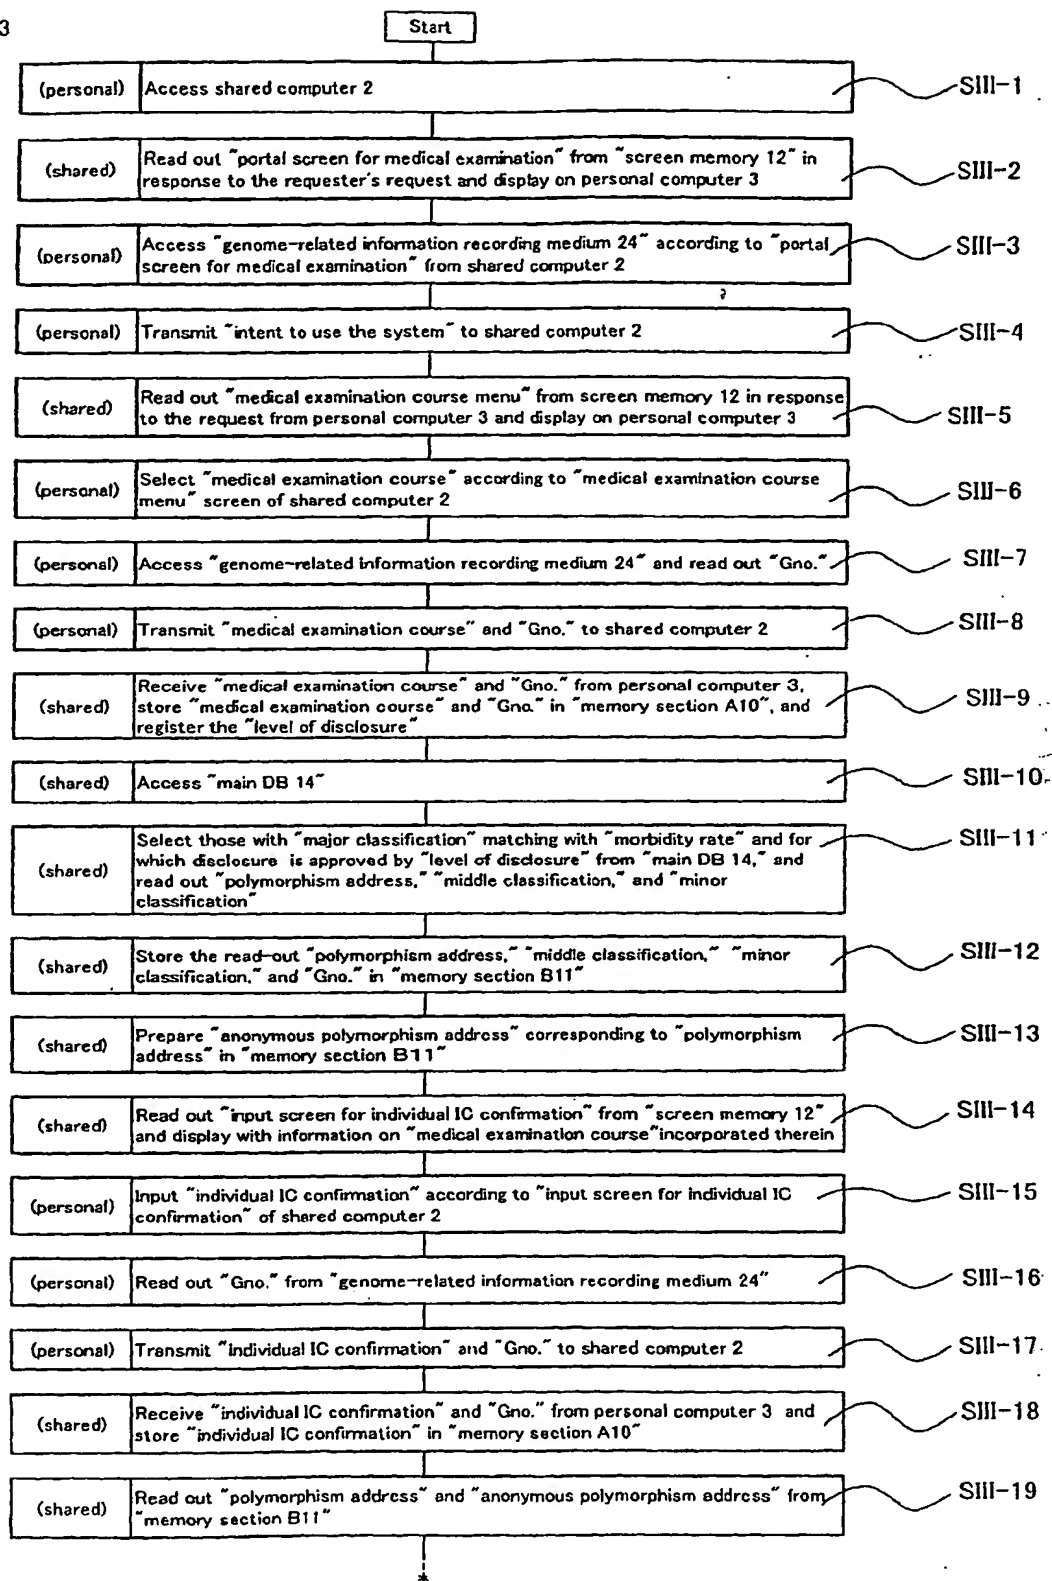 3
Start
(personal) Access shared computer 2 SIII-1
(shared) Read out "portal screen for medical examination" from "screen memory 12" in
response to the requester's request and display on personal computer 3 SIII-2
(personal) Access "genome-related information recording medium 24" according to "portal
screen for medical examination" from shared computer 2 SIII-3
(personal) Transmit "intent to use the system" to shared computer 2 SIII-4
(shared) Read out "medical examination course menu" from screen memory 12 in response
to the request from personal computer 3 and display on personal computer 3 SIII-5
(personal) Select "medical examination course" according to "medical examination course
menu" screen of shared computer 2 SIII-6
(personal) Access "genome-related information recording medium 24" and read out "Gno." SIII-7
(personal) Transmit "medical examination course" and "Gno." to shared computer 2 SIII-8
(shared) Receive "medical examination course" and "Gno." from personal computer 3,
store "medical examination course" and "Gno." in "memory section A10", and
register the "level of disclosure" SIII-9
(shared) Access "main DB 14" SIII-10
(shared) Select those with "major classification" matching with "morbidity rate" and for
which disclosure is approved by "level of disclosure" from "main DB 14," and
read out "polymorphism address," "middle classification," and "minor
classification" SIII-11
(shared) Store the read-out "polymorphism address," "middle classification," "minor
classification," and "Gno." in "memory section B11" SIII-12
(shared) Prepare "anonymous polymorphism address" corresponding to "polymorphism
address" in "memory section B11" SIII-13
(shared) Read out "input screen for individual IC confirmation" from "screen memory 12"
and display with information on "medical examination course"incorporated therein SIII-14
(personal) Input "individual IC confirmation" according to "input screen for individual IC
confirmation" of shared computer 2 SIII-15
(personal) Read out "Gno." from "genome-related information recording medium 24" SIII-16
(personal) Transmit "individual IC confirmation" and "Gno." to shared computer 2 SIII-17
(shared) Receive "individual IC confirmation" and "Gno." from personal computer 3 and
store "individual IC confirmation" in "memory section A10" SIII-18
(shared) Read out "polymorphism address" and "anonymous polymorphism address" from
"memory section B11" SIII-19
*